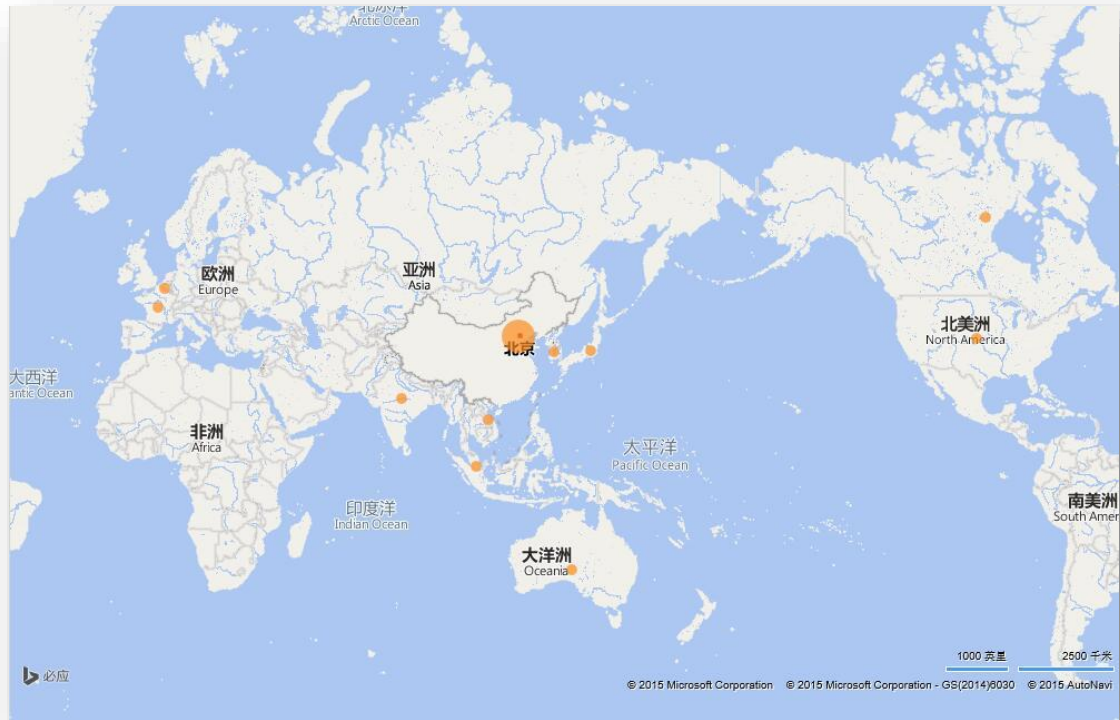 Arctic Ocean
欧洲
Europe
亚洲
Asia
北京
北美洲
North America
大西洋
antic Ocean
非洲
Africa
太平洋
Pacific Ocean
印度洋
Indian Ocean
南美洲
South Amer
大洋洲
Oceania
1000 英里
2500 千米
必应
© 2015 Microsoft Corporation © 2015 Microsoft Corporation - GS(2014)6030 © 2015 AutoNavi